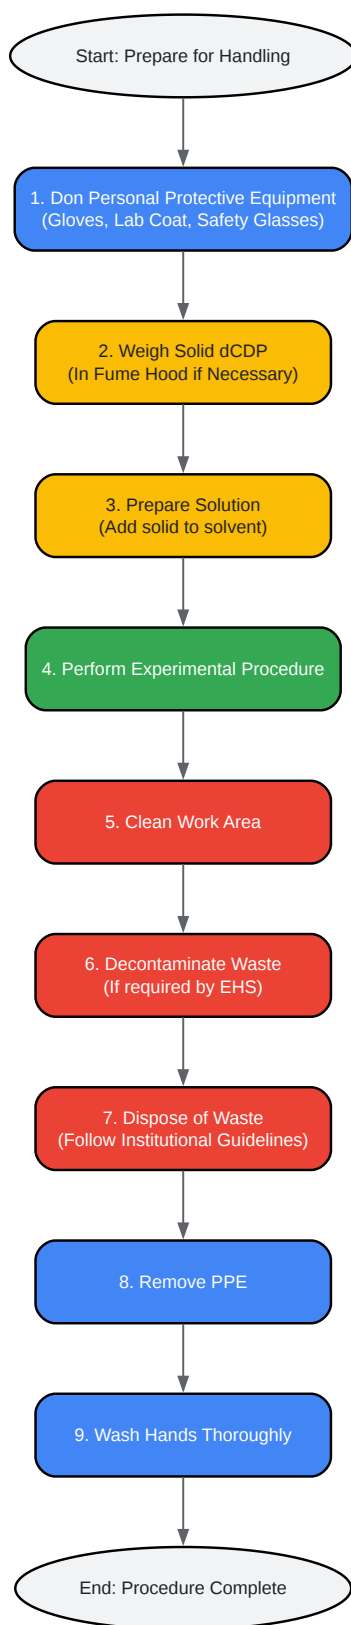 Start: Prepare for Handling
1. Don Personal Protective Equipment
(Gloves, Lab Coat, Safety Glasses)
2. Weigh Solid dCDP
(In Fume Hood if Necessary)
3. Prepare Solution
(Add solid to solvent)
4. Perform Experimental Procedure
5. Clean Work Area
6. Decontaminate Waste
(If required by EHS)
7. Dispose of Waste
(Follow Institutional Guidelines)
8. Remove PPE
9. Wash Hands Thoroughly
End: Procedure Complete